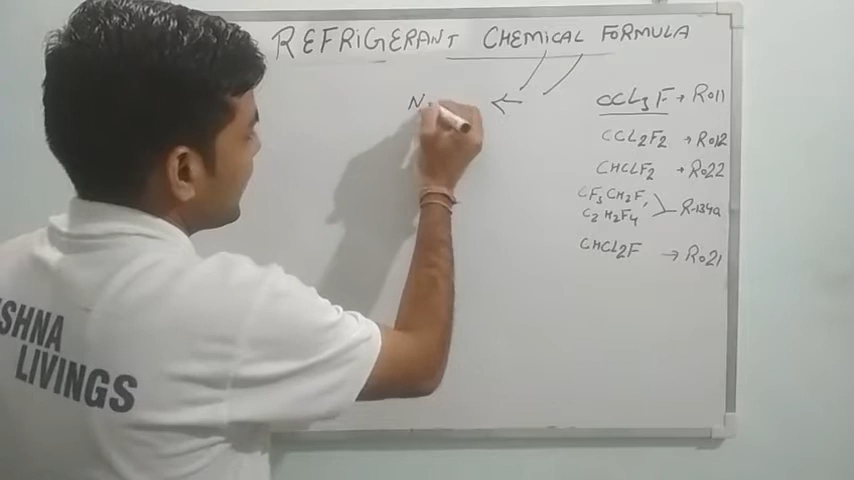 REFRIGERANT CHEMICAL FORMULA
N
CCL3F → R011
CCL2F2 → R012
CHCLF2 → R022
CF3CH2F,
C2H2F4
R-134a
CHCL2F → R021
SHNA
LIVINGS